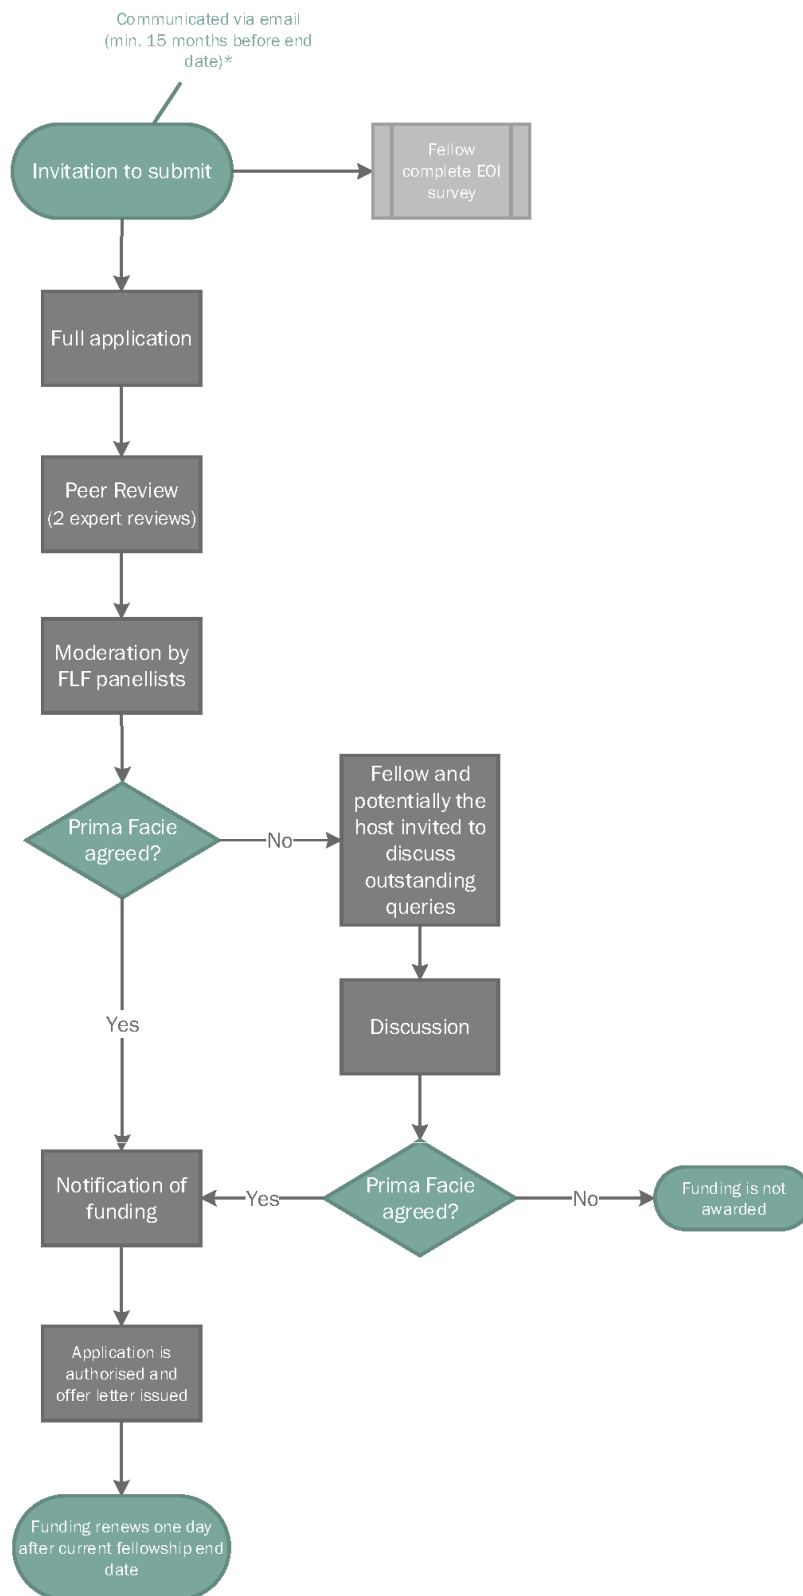 Communicated via email
(min. 15 months before end
date)*
Invitation to submit
Fellow
complete EOI
survey
Full application
Peer Review
(2 expert reviews)
Moderation by
FLF panellists
Prima Facie
agreed?
No
Fellow and
potentially the
host invited to
discuss
outstanding
queries
Yes
Discussion
Notification of
funding
Yes
Prima Facie
agreed?
No
Funding is not
awarded
Application is
authorised and
offer letter issued
Funding renews one day
after current fellowship end
date